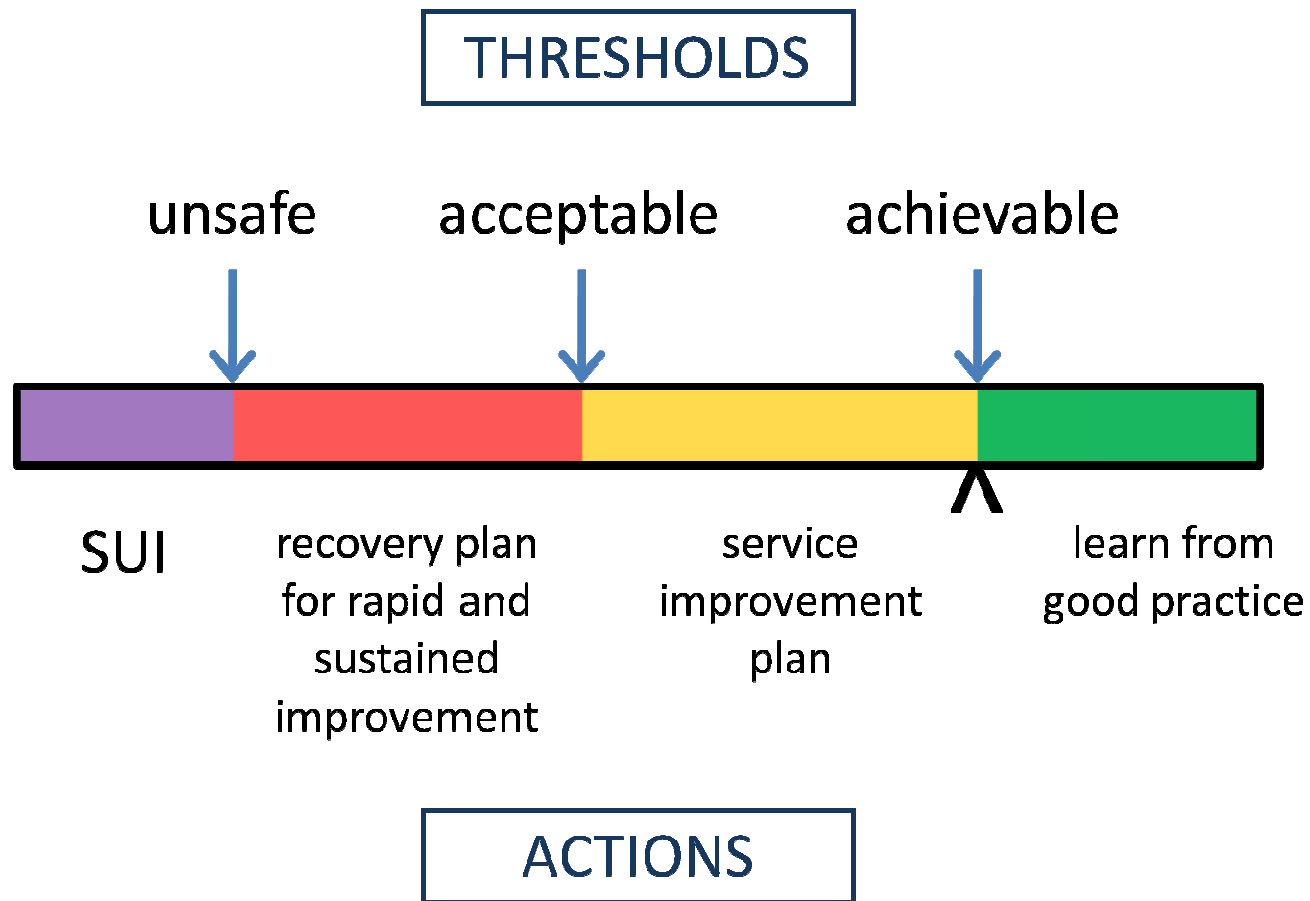 THRESHOLDS
unsafe
acceptable
achievable
SUI
recovery plan
for rapid and
sustained
improvement
service
improvement
plan
learn from
good practice
ACTIONS